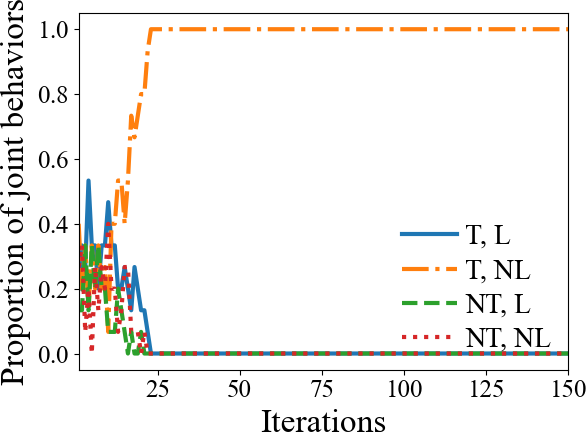 Proportion of joint behaviors
1.0
0.8
0.6
0.4
0.2
0.0
T, L
T, NL
NT, L
NT, NL
25 50 75 100 125 150
Iterations